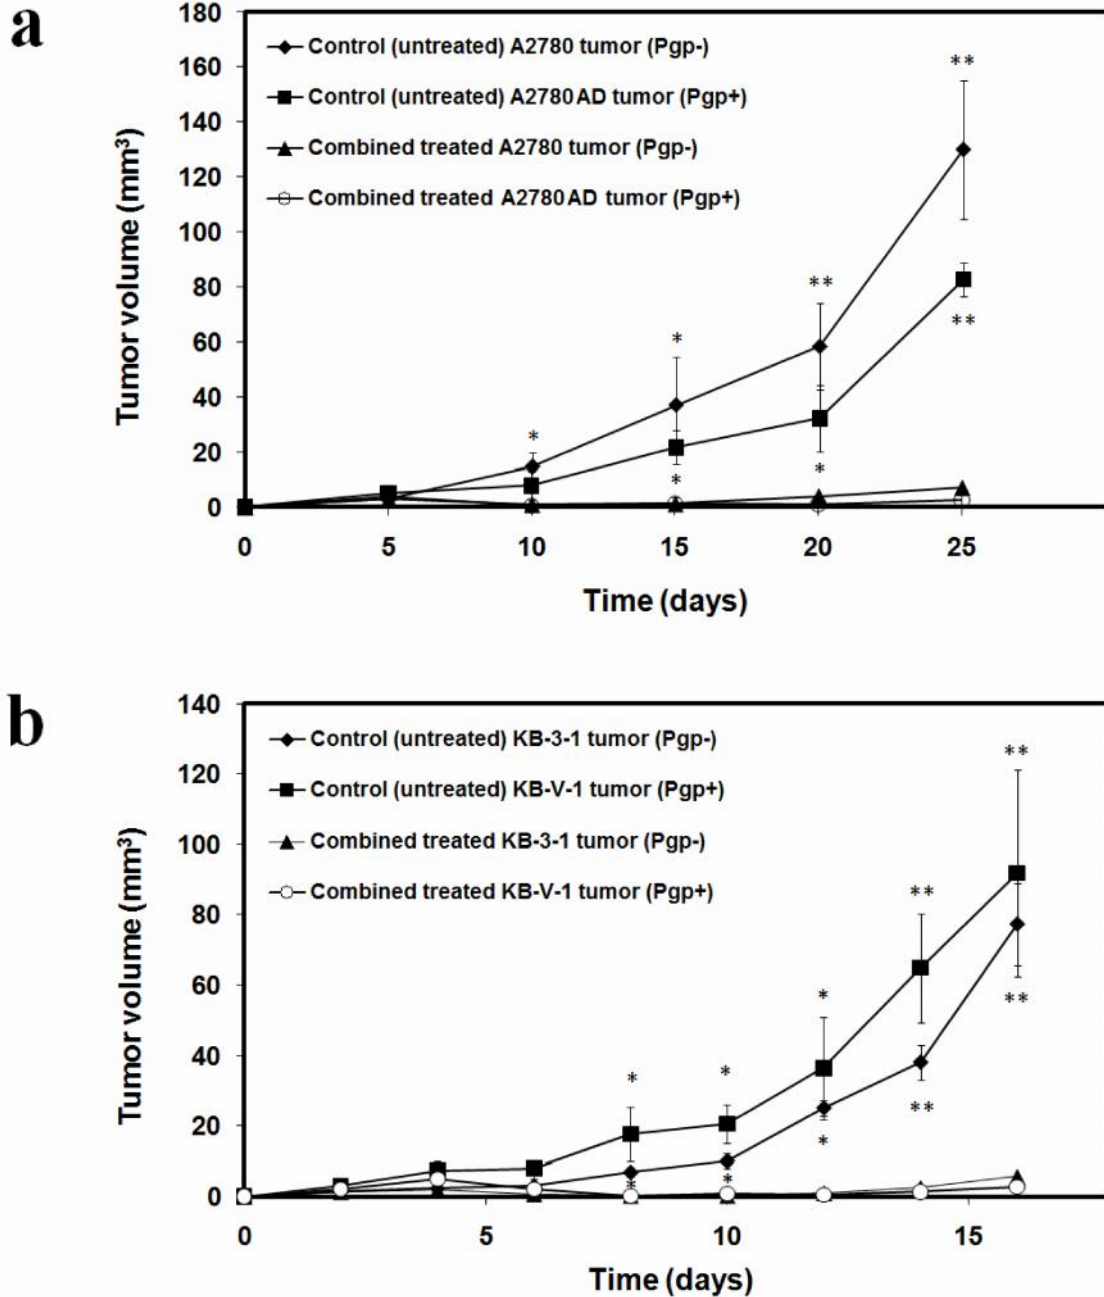 a
180
160
140
120
100
80
60
40
20
0
Tumor volume (mm³)
Control (untreated) A2780 tumor (Pgp-)
Control (untreated) A2780AD tumor (Pgp+)
Combined treated A2780 tumor (Pgp-)
Combined treated A2780AD tumor (Pgp+)
**
**
*
**
*
*
*
0 5 10 15 20 25
Time (days)
b
140
120
100
80
60
40
20
0
Tumor volume (mm³)
Control (untreated) KB-3-1 tumor (Pgp-)
Control (untreated) KB-V-1 tumor (Pgp+)
Combined treated KB-3-1 tumor (Pgp-)
Combined treated KB-V-1 tumor (Pgp+)
**
**
*
**
*
*
**
*
*
*
0 5 10 15
Time (days)